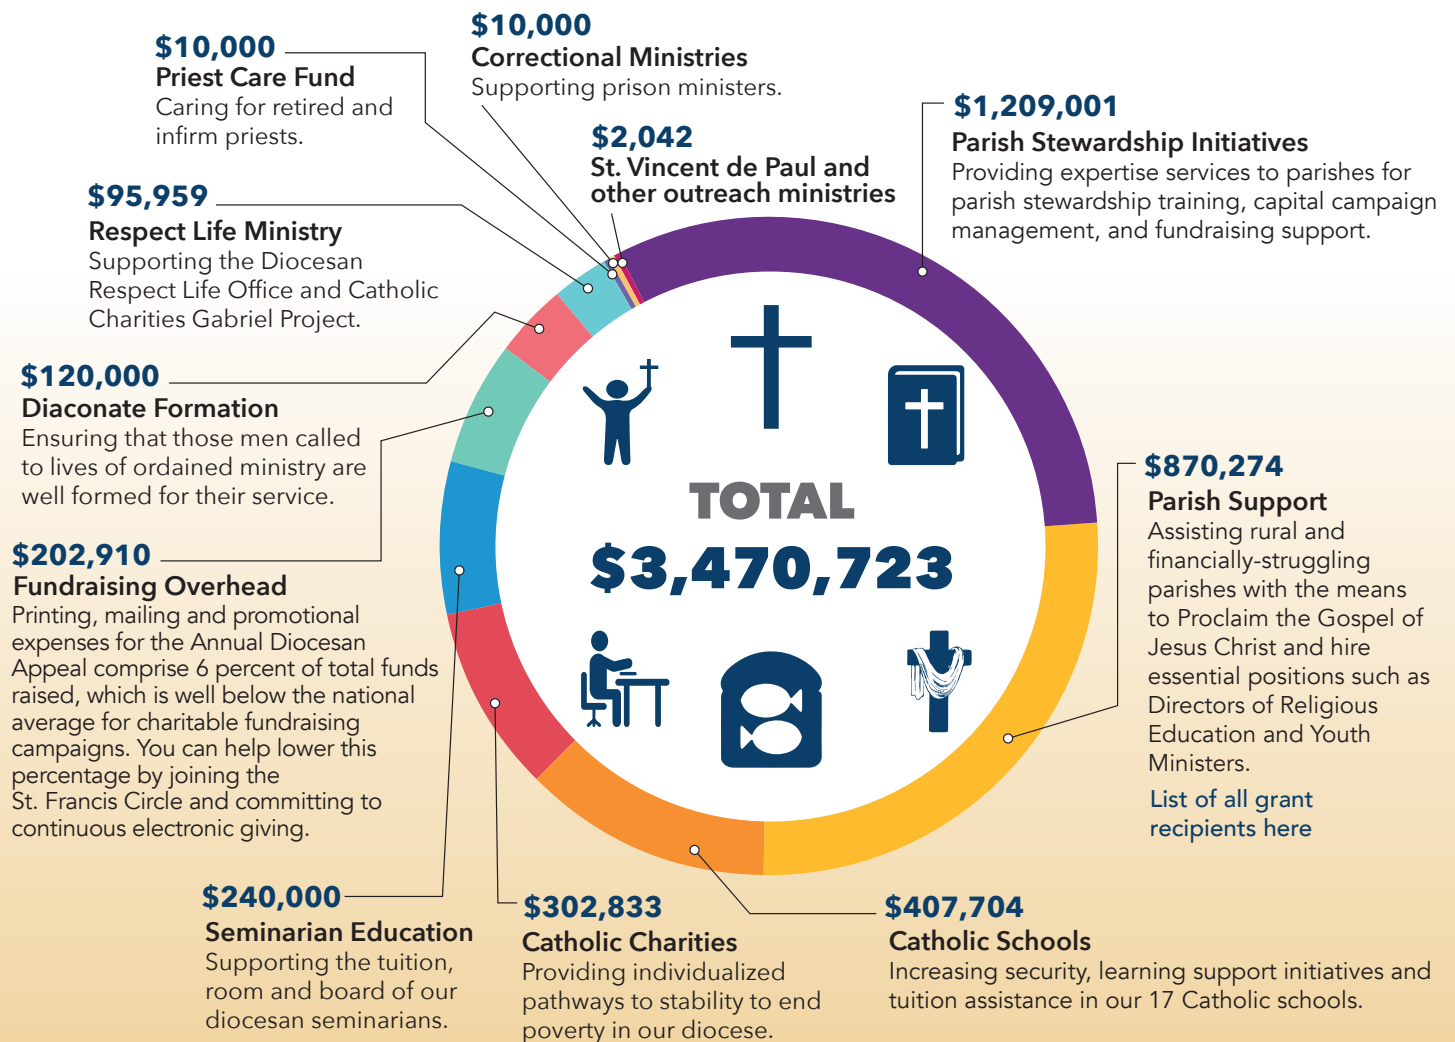 $10,000
Priest Care Fund
Caring for retired and
infirm priests.
$10,000
Correctional Ministries
Supporting prison ministers.
$2,042
St. Vincent de Paul and
other outreach ministries
$1,209,001
Parish Stewardship Initiatives
Providing expertise services to parishes for
parish stewardship training, capital campaign
management, and fundraising support.
$95,959
Respect Life Ministry
Supporting the Diocesan
Respect Life Office and Catholic
Charities Gabriel Project.
$120,000
Diaconate Formation
Ensuring that those men called
to lives of ordained ministry are
well formed for their service.
TOTAL
$3,470,723
$870,274
Parish Support
Assisting rural and
financially-struggling
parishes with the means
to Proclaim the Gospel of
Jesus Christ and hire
essential positions such as
Directors of Religious
Education and Youth
Ministers.
List of all grant
recipients here
$202,910
Fundraising Overhead
Printing, mailing and promotional
expenses for the Annual Diocesan
Appeal comprise 6 percent of total funds
raised, which is well below the national
average for charitable fundraising
campaigns. You can help lower this
percentage by joining the
St. Francis Circle and committing to
continuous electronic giving.
$240,000
Seminarian Education
Supporting the tuition,
room and board of our
diocesan seminarians.
$302,833
Catholic Charities
Providing individualized
pathways to stability to end
poverty in our diocese.
$407,704
Catholic Schools
Increasing security, learning support initiatives and
tuition assistance in our 17 Catholic schools.